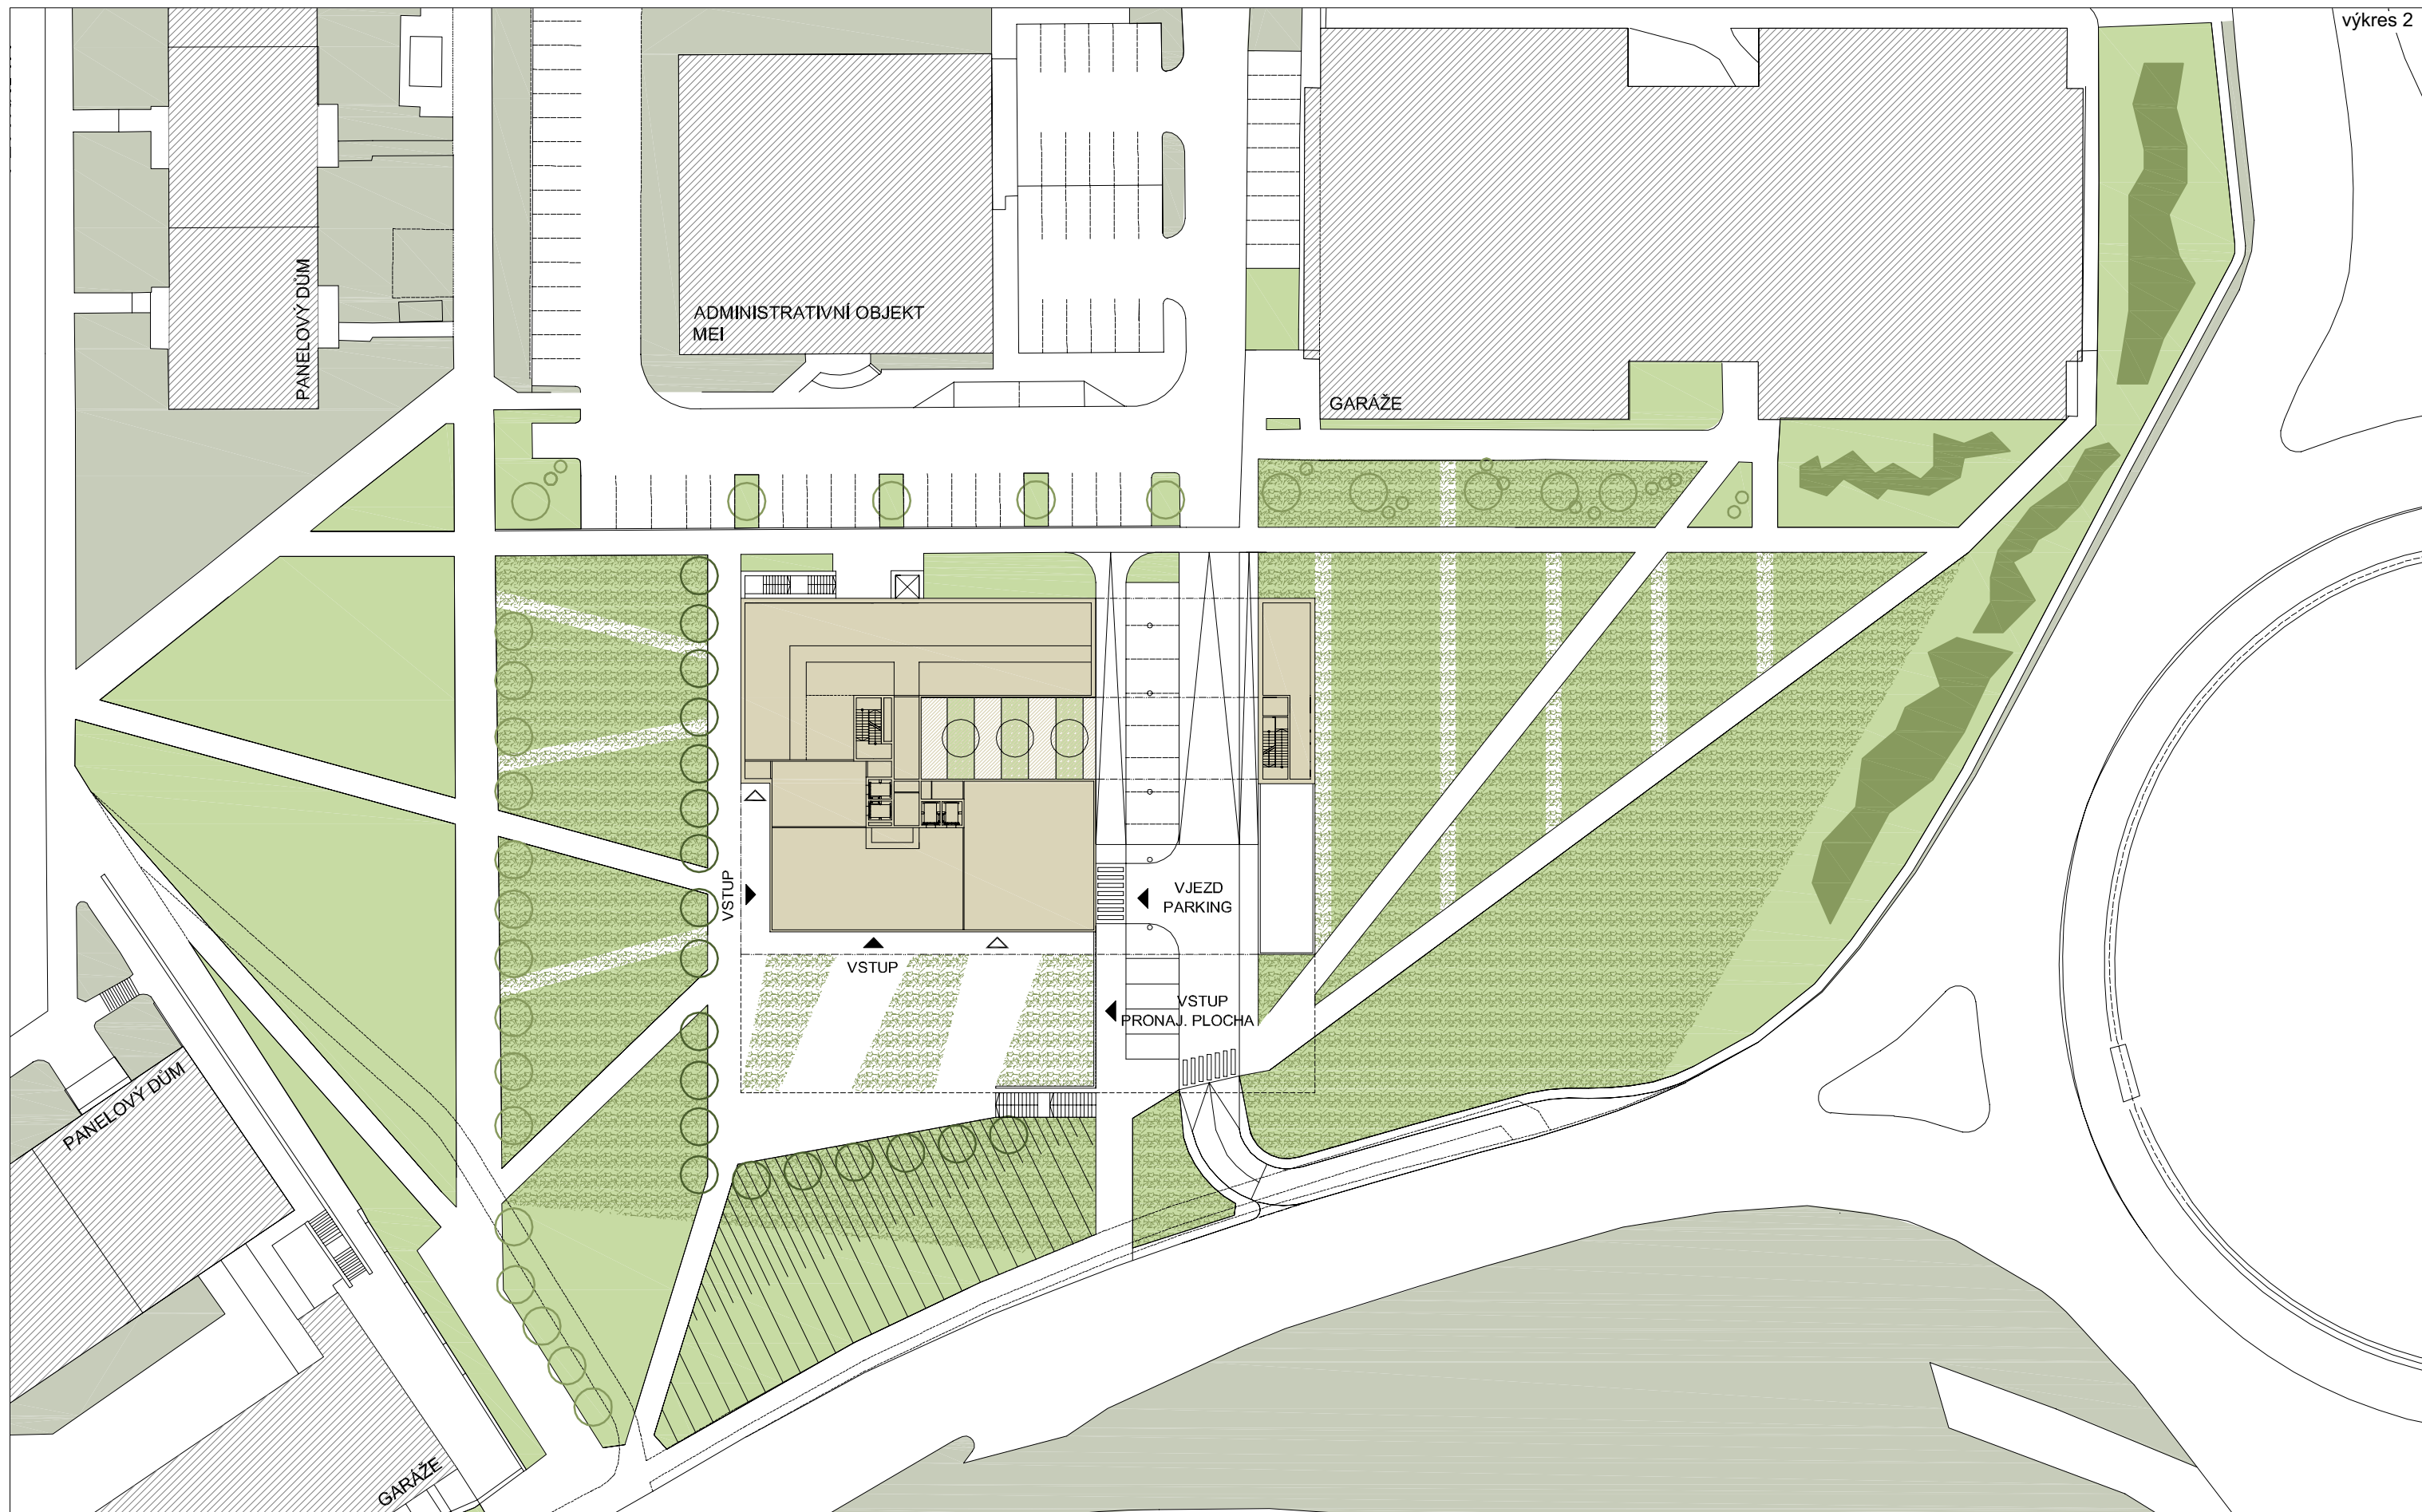 výkres 2
PANELOVÝ DŮM
ADMINISTRATIVNÍ OBJEKT
MEI
GARÁŽE
VSTUP
VJEZD
PARKING
VSTUP
VSTUP
PRONAJ. PLOCHA
PANELOVÝ DŮM
GARÁŽE